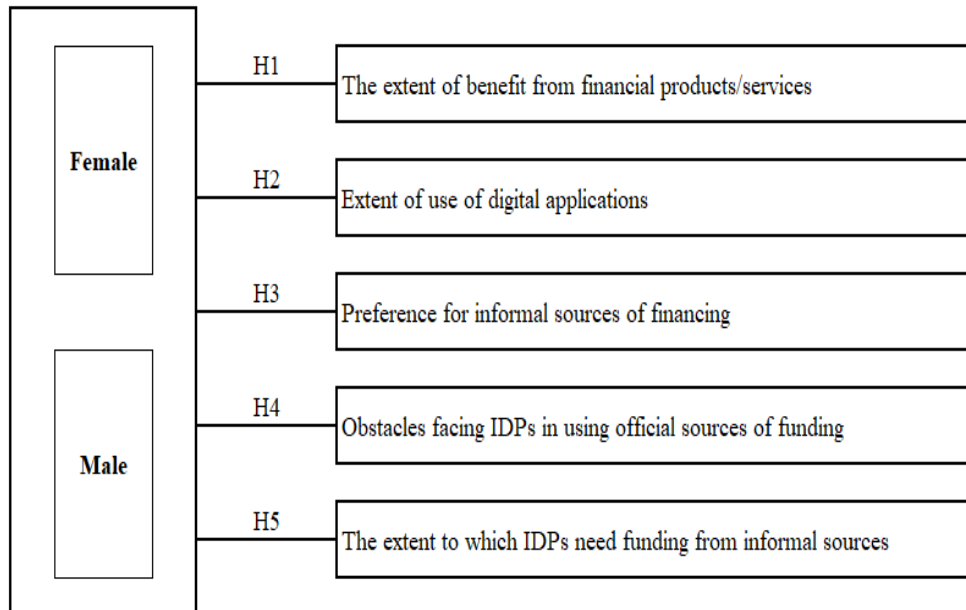 Female
Male
H1
The extent of benefit from financial products/services
H2
Extent of use of digital applications
H3
Preference for informal sources of financing
H4
Obstacles facing IDPs in using official sources of funding
H5
The extent to which IDPs need funding from informal sources